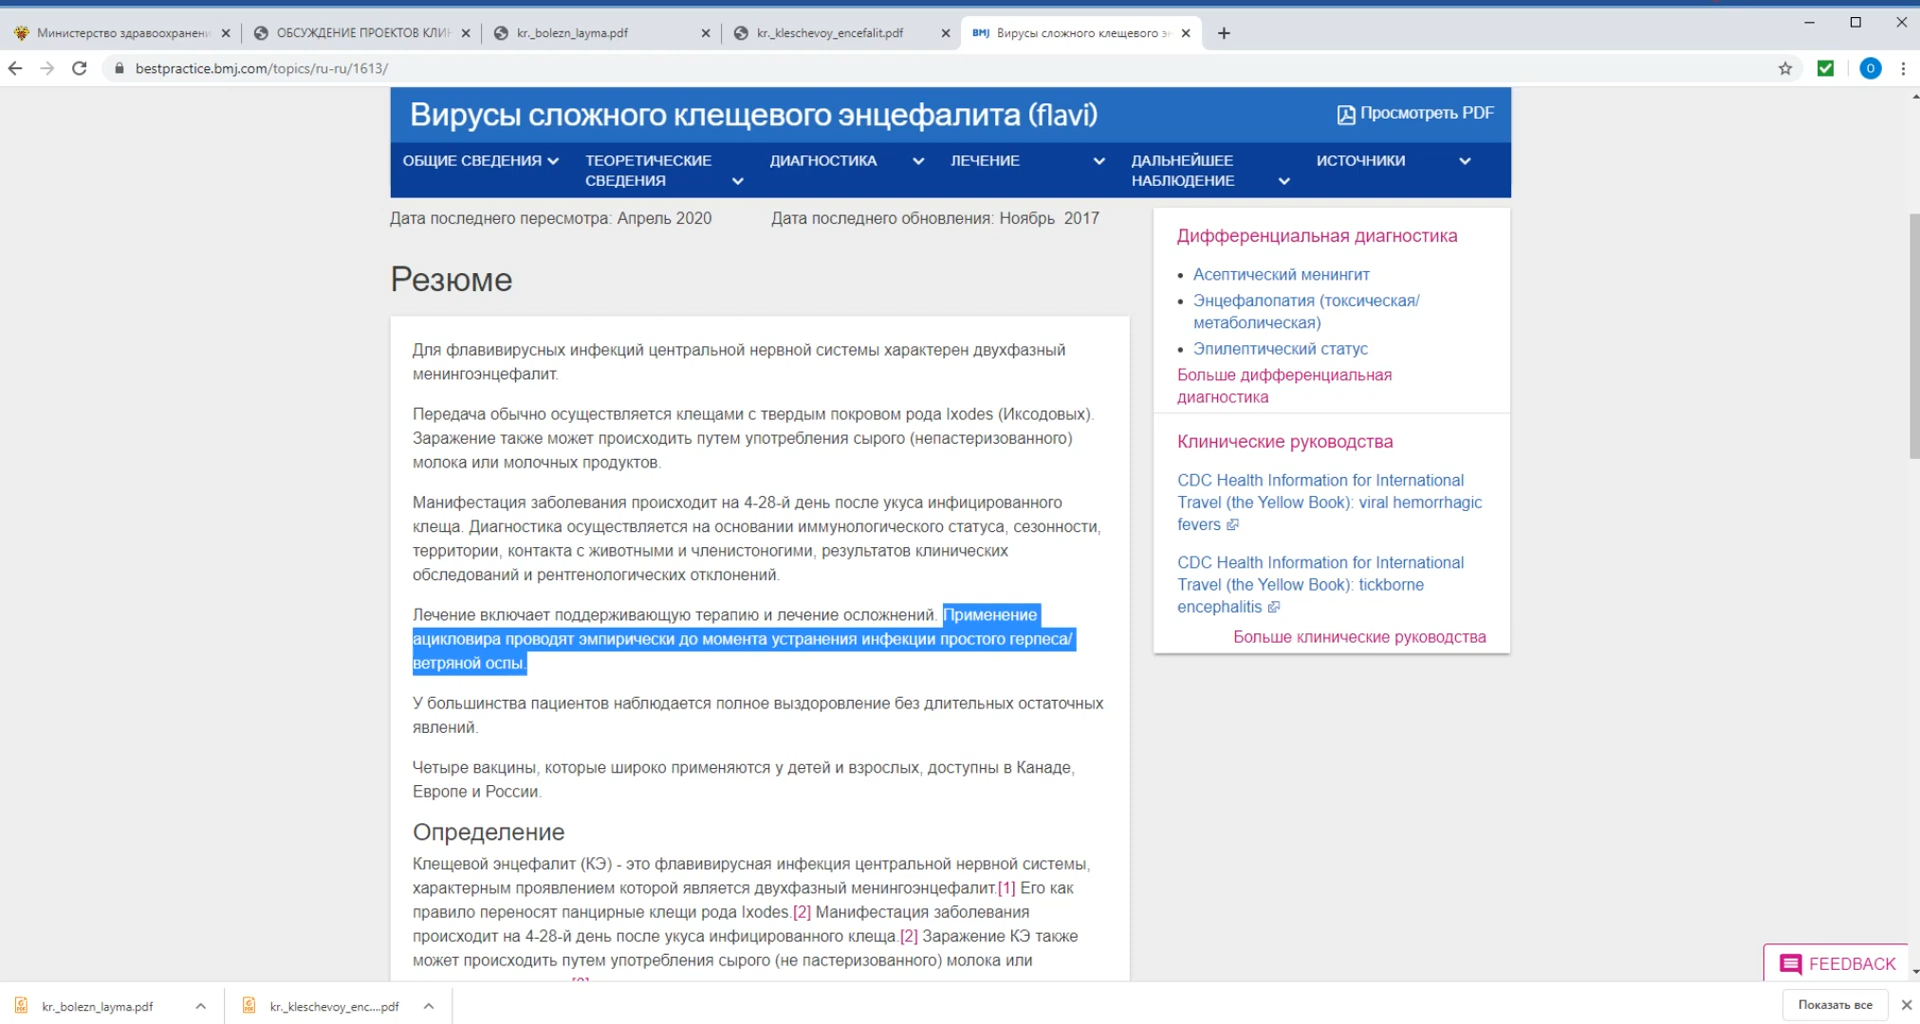 Министерство здравоохранени
ОБСУЖДЕНИЕ ПРОЕКТОВ КЛИН
kr._bolezn_layma.pdf
kr._kleschevoy_encefalit.pdf
BMJ Вирусы сложного клещевого эн
bestpractice.bmj.com/topics/ru-ru/1613/
O
Вирусы сложного клещевого энцефалита (flavi)
Просмотреть PDF
ОБЩИЕ СВЕДЕНИЯ
ТЕОРЕТИЧЕСКИЕ
СВЕДЕНИЯ
ДИАГНОСТИКА
ЛЕЧЕНИЕ
ДАЛЬНЕЙШЕЕ
НАБЛЮДЕНИЕ
ИСТОЧНИКИ
Дата последнего пересмотра: Апрель 2020
Дата последнего обновления: Ноябрь 2017
Резюме
Для флавивирусных инфекций центральной нервной системы характерен двухфазный
менингоэнцефалит.
Передача обычно осуществляется клещами с твердым покровом рода Ixodes (Иксодовых).
Заражение также может происходить путем употребления сырого (непастеризованного)
молока или молочных продуктов.
Манифестация заболевания происходит на 4-28-й день после укуса инфицированного
клеща. Диагностика осуществляется на основании иммунологического статуса, сезонности,
территории, контакта с животными и членистоногими, результатов клинических
обследований и рентгенологических отклонений.
Лечение включает поддерживающую терапию и лечение осложнений. Применение
ацикловира проводят эмпирически до момента устранения инфекции простого герпеса/
ветряной оспы.
У большинства пациентов наблюдается полное выздоровление без длительных остаточных
явлений.
Четыре вакцины, которые широко применяются у детей и взрослых, доступны в Канаде,
Европе и России.
Определение
Клещевой энцефалит (КЭ) - это флавивирусная инфекция центральной нервной системы,
характерным проявлением которой является двухфазный менингоэнцефалит.[1] Его как
правило переносят панцирные клещи рода Ixodes.[2] Манифестация заболевания
происходит на 4-28-й день после укуса инфицированного клеща.[2] Заражение КЭ также
может происходить путем употребления сырого (не пастеризованного) молока или
Дифференциальная диагностика
• Асептический менингит
• Энцефалопатия (токсическая/
метаболическая)
• Эпилептический статус
Больше дифференциальная
диагностика
Клинические руководства
CDC Health Information for International
Travel (the Yellow Book): viral hemorrhagic
fevers
CDC Health Information for International
Travel (the Yellow Book): tickborne
encephalitis
Больше клинические руководства
FEEDBACK
kr._bolezn_layma.pdf
kr._kleschevoy_enc....pdf
Показать все